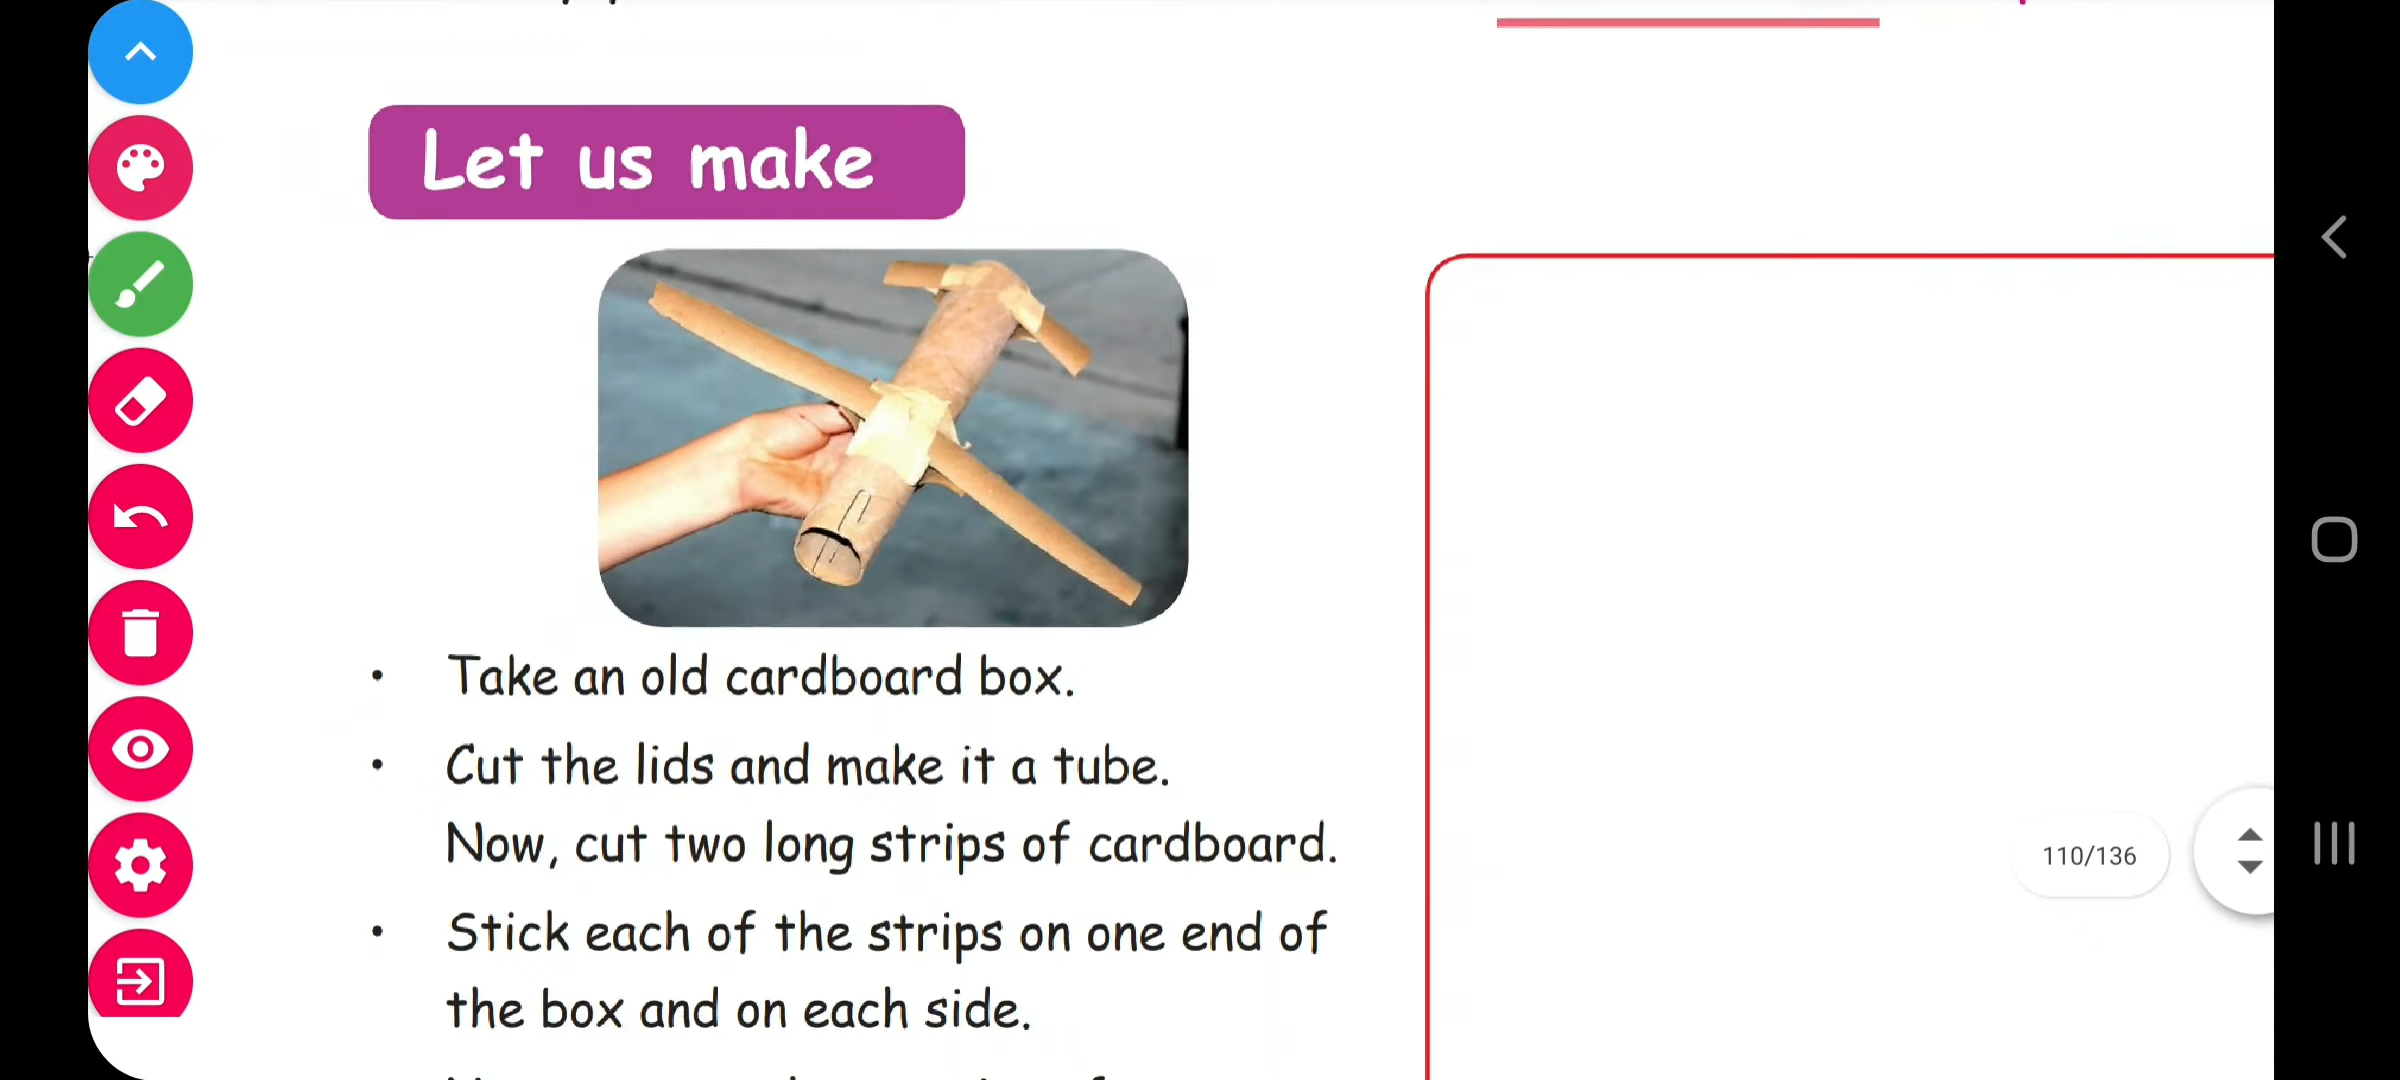 Let us make
• Take an old cardboard box.
• Cut the lids and make it a tube.
Now, cut two long strips of cardboard.
• Stick each of the strips on one end of
the box and on each side.
110/136